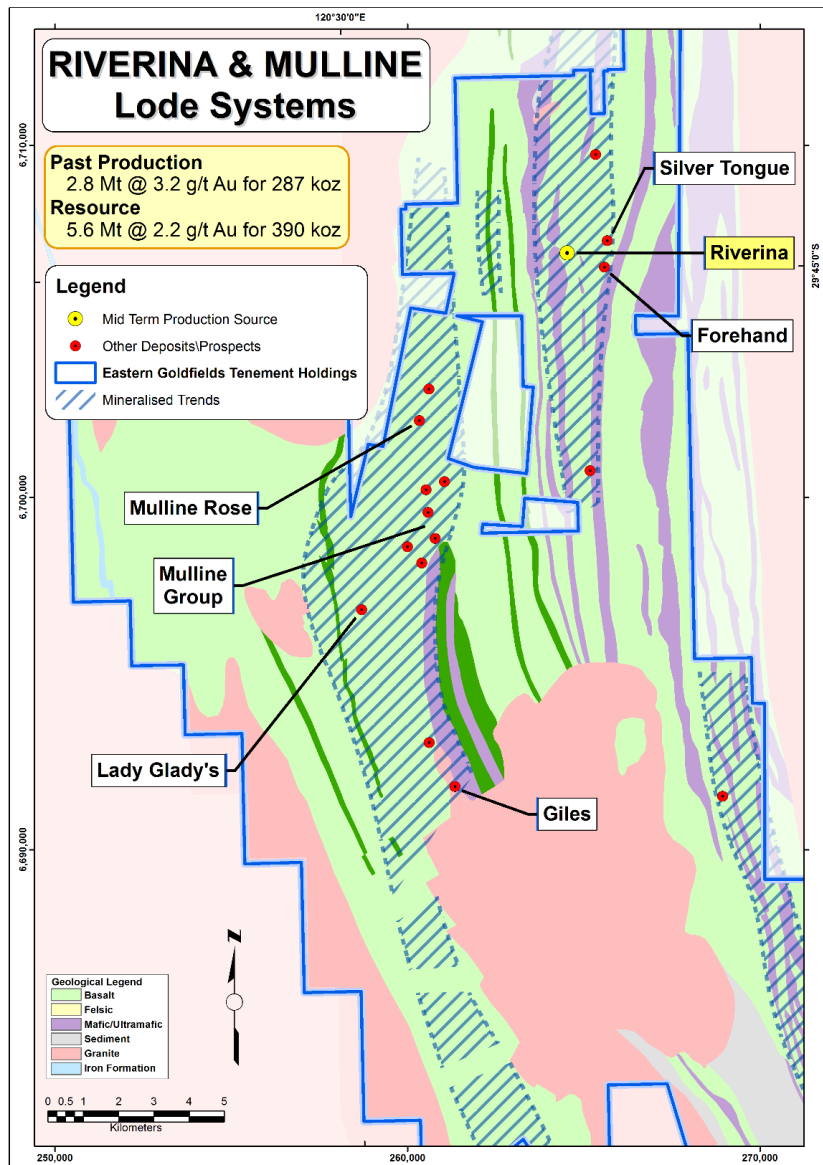 120°30'0"E
RIVERINA & MULLINE
Lode Systems
Past Production
2.8 Mt @ 3.2 g/t Au for 287 koz
Resource
5.6 Mt @ 2.2 g/t Au for 390 koz
Legend
Mid Term Production Source
Other Deposits\Prospects
Eastern Goldfields Tenement Holdings
Mineralised Trends
6,710,000
Silver Tongue
Riverina
29°45'0"S
Forehand
Mulline Rose
6,700,000
Mulline
Group
Lady Glady's
Giles
6,690,000
N
Geological Legend
Basalt
Felsic
Mafic/Ultramafic
Sediment
Granite
Iron Formation
0 0.5 1 2 3 4 5
Kilometers
250,000
260,000
270,000